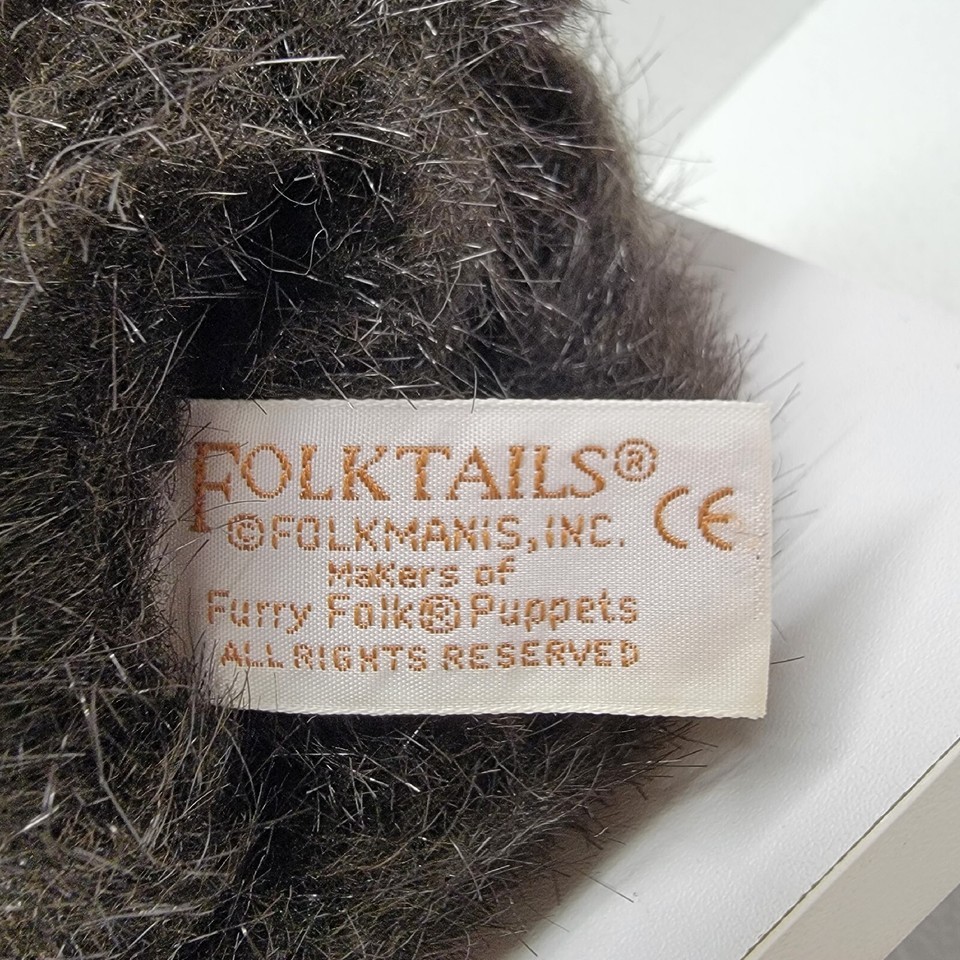 FOLKTAILS®
©FOLKMANIS, INC. CE
Makers of
Furry Folk® Puppets
ALL RIGHTS RESERVED